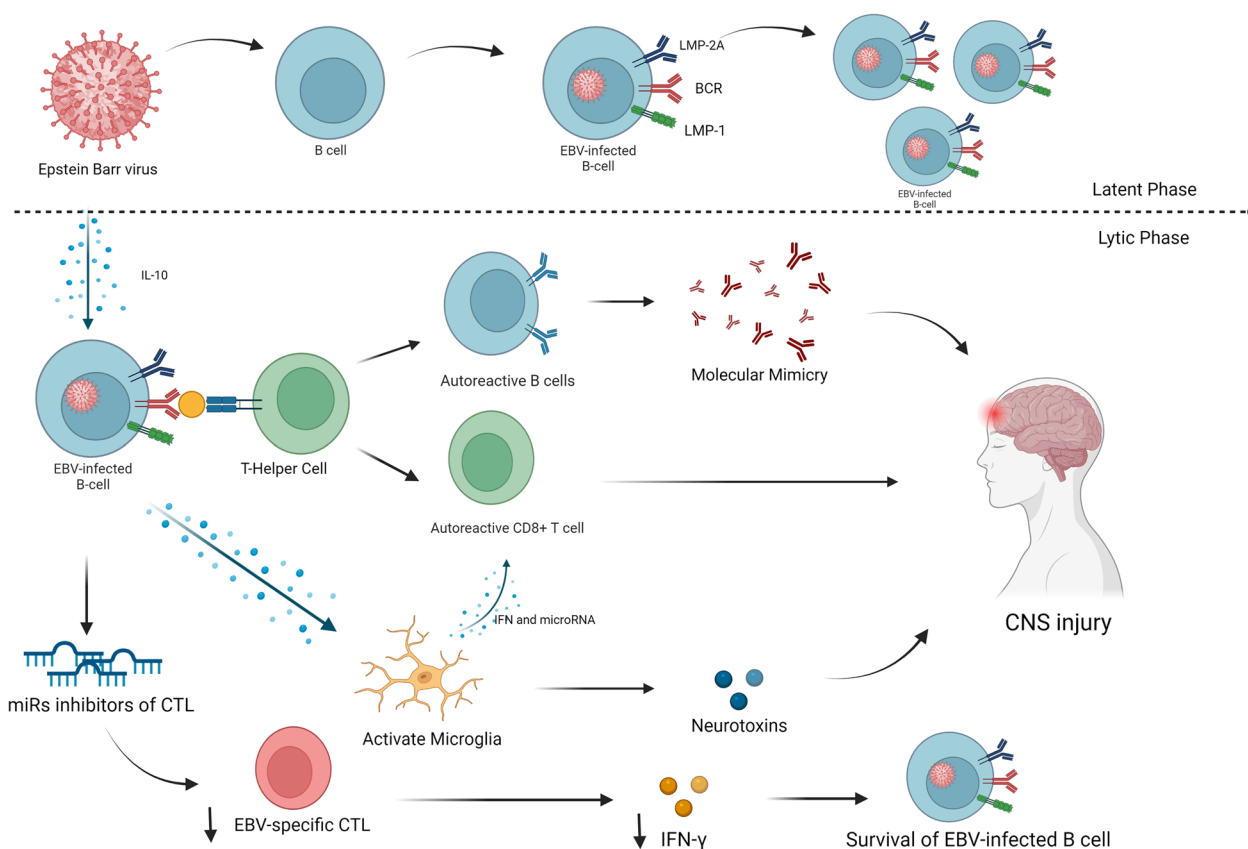 LMP-2A
BCR
LMP-1
Epstein Barr virus
B cell
EBV-infected
B-cell
EBV-infected
B-cell
Latent Phase
Lytic Phase
IL-10
Autoreactive B cells
Molecular Mimicry
EBV-infected
B-cell
T-Helper Cell
Autoreactive CD8+ T cell
IFN and microRNA
CNS injury
miRs inhibitors of CTL
Activate Microglia
Neurotoxins
EBV-specific CTL
IFN-γ
Survival of EBV-infected B cell